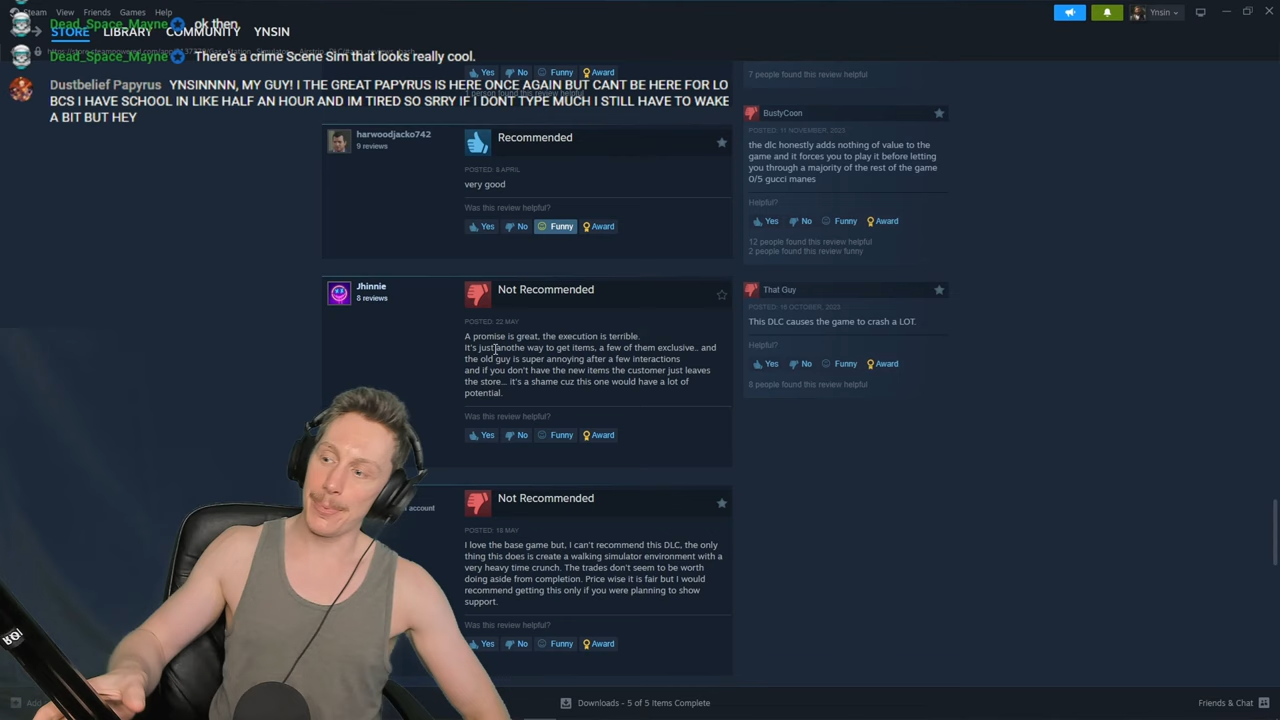 Steam View Friends Games Help
Ynsin
Dead_Space_Mayne ok then,
STORE LIBRARY COMMUNITY YNSIN
Dead_Space_Mayne There's a crime Scene Sim that looks really cool.
Dustbelief Papyrus YNSINNNN, MY GUY! I THE GREAT PAPYRUS IS HERE ONCE AGAIN BUT CANT BE HERE FOR LO
BCS I HAVE SCHOOL IN LIKE HALF AN HOUR AND IM TIRED SO SRRY IF I DONT TYPE MUCH I STILL HAVE TO WAKE
A BIT BUT HEY
Yes No Funny Award
1 person found this review helpful
harwoodjacko742
9 reviews
Recommended
POSTED: 8 APRIL
very good
Was this review helpful?
Yes No Funny Award
Jhinnie
8 reviews
Not Recommended
POSTED: 22 MAY
A promise is great, the execution is terrible.
It's just anothe way to get items, a few of them exclusive.. and
the old guy is super annoying after a few interactions
and if you don't have the new items the customer just leaves
the store... it's a shame cuz this one would have a lot of
potential.
Was this review helpful?
Yes No Funny Award
account
Not Recommended
POSTED: 18 MAY
I love the base game but, I can't recommend this DLC, the only
thing this does is create a walking simulator environment with a
very heavy time crunch. The trades don't seem to be worth
doing aside from completion. Price wise it is fair but I would
recommend getting this only if you were planning to show
support.
Was this review helpful?
Yes No Funny Award
7 people found this review helpful
BustyCoon
POSTED: 11 NOVEMBER, 2023
the dlc honestly adds nothing of value to the
game and it forces you to play it before letting
you through a majority of the rest of the game
0/5 gucci manes
Helpful?
Yes No Funny Award
12 people found this review helpful
2 people found this review funny
That Guy
This DLC causes the game to crash a LOT.
Helpful?
Yes No Funny Award
8 people found this review helpful
Add
Downloads - 5 of 5 Items Complete
Friends & Chat